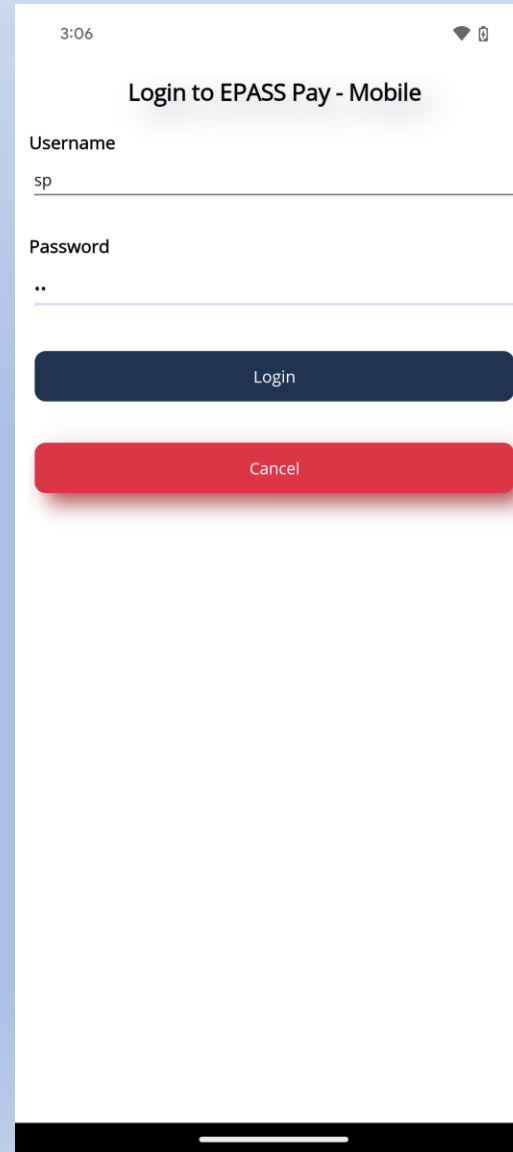 3:06
Login to EPASS Pay - Mobile
Username
sp
Password
••
Login
Cancel